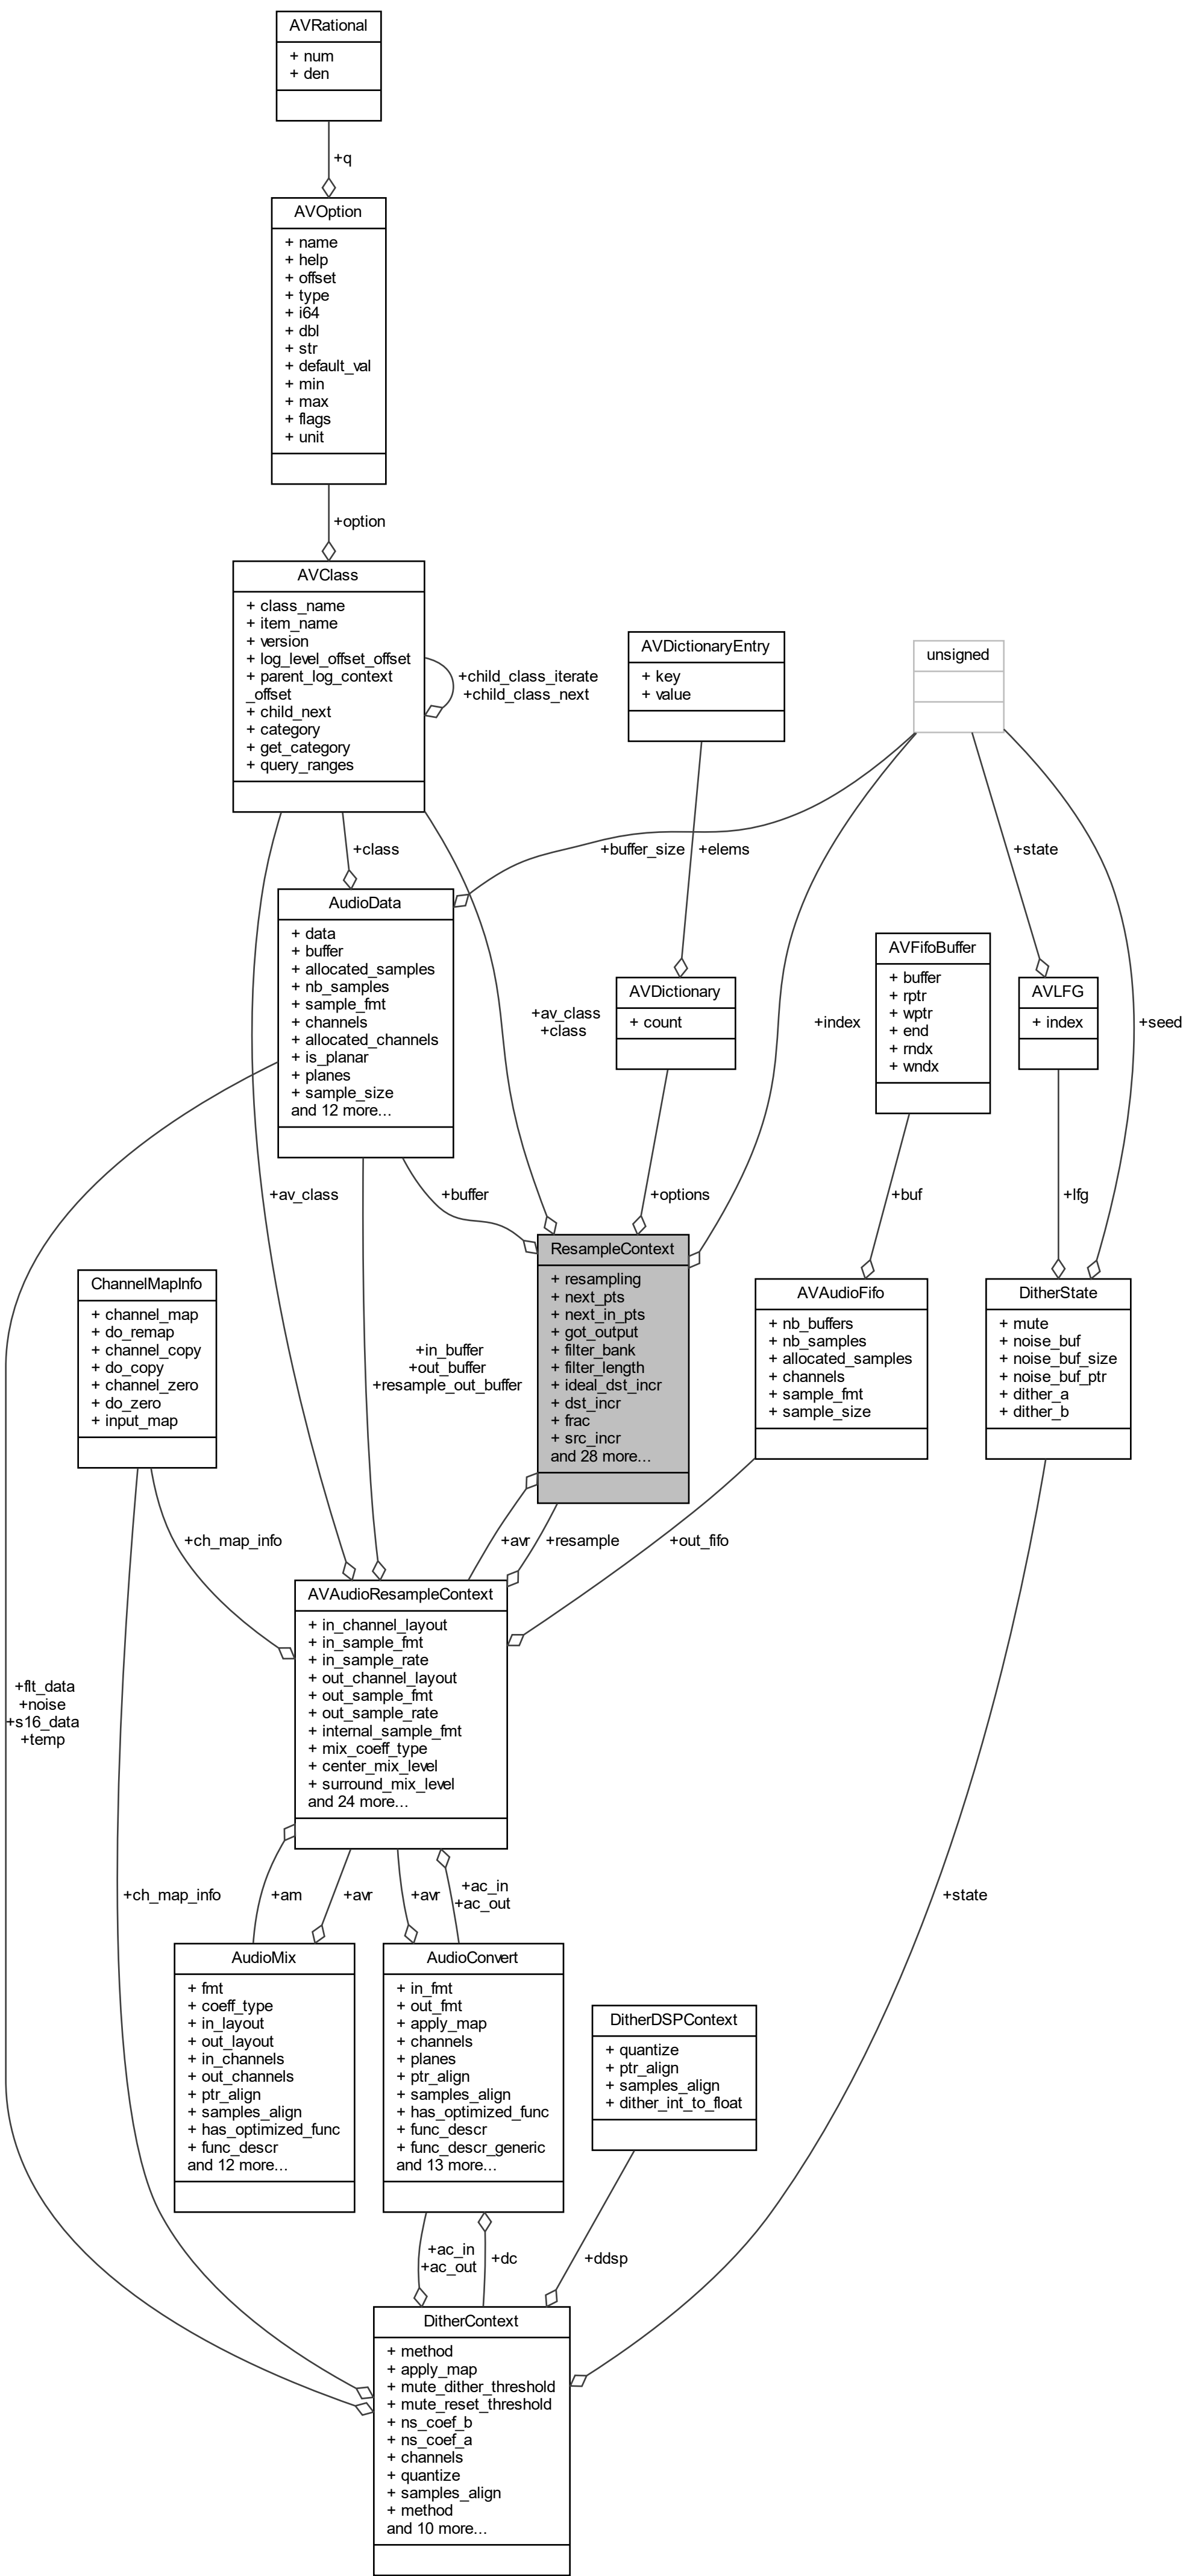 AVRational
+ num
+ den
+q
AVOption
+ name
+ help
+ offset
+ type
+ i64
+ dbl
+ str
+ default_val
+ min
+ max
+ flags
+ unit
+option
AVClass
+ class_name
+ item_name
+ version
+ log_level_offset_offset
+ parent_log_context
_offset
+ child_next
+ category
+ get_category
+ query_ranges
+child_class_iterate
+child_class_next
AVDictionaryEntry
+ key
+ value
unsigned
+class
+buffer_size
+elems
+state
AudioData
+ data
+ buffer
+ allocated_samples
+ nb_samples
+ sample_fmt
+ channels
+ allocated_channels
+ is_planar
+ planes
+ sample_size
and 12 more...
+av_class
+class
AVDictionary
+ count
+index
AVFifoBuffer
+ buffer
+ rptr
+ wptr
+ end
+ rndx
+ wndx
AVLFG
+ index
+seed
+av_class
+buffer
+options
+buf
+lfg
ChannelMapInfo
+ channel_map
+ do_remap
+ channel_copy
+ do_copy
+ channel_zero
+ do_zero
+ input_map
+in_buffer
+out_buffer
+resample_out_buffer
ResampleContext
+ resampling
+ next_pts
+ next_in_pts
+ got_output
+ filter_bank
+ filter_length
+ ideal_dst_incr
+ dst_incr
+ frac
+ src_incr
and 28 more...
AVAudioFifo
+ nb_buffers
+ nb_samples
+ allocated_samples
+ channels
+ sample_fmt
+ sample_size
DitherState
+ mute
+ noise_buf
+ noise_buf_size
+ noise_buf_ptr
+ dither_a
+ dither_b
+ch_map_info
+avr
+resample
+out_fifo
AVAudioResampleContext
+ in_channel_layout
+ in_sample_fmt
+ in_sample_rate
+ out_channel_layout
+ out_sample_fmt
+ out_sample_rate
+ internal_sample_fmt
+ mix_coeff_type
+ center_mix_level
+ surround_mix_level
and 24 more...
+flt_data
+noise
+s16_data
+temp
+ch_map_info
+am
+avr
+avr
+ac_in
+ac_out
+state
AudioMix
+ fmt
+ coeff_type
+ in_layout
+ out_layout
+ in_channels
+ out_channels
+ ptr_align
+ samples_align
+ has_optimized_func
+ func_descr
and 12 more...
AudioConvert
+ in_fmt
+ out_fmt
+ apply_map
+ channels
+ planes
+ ptr_align
+ samples_align
+ has_optimized_func
+ func_descr
+ func_descr_generic
and 13 more...
DitherDSPContext
+ quantize
+ ptr_align
+ samples_align
+ dither_int_to_float
+ac_in
+ac_out
+dc
+ddsp
DitherContext
+ method
+ apply_map
+ mute_dither_threshold
+ mute_reset_threshold
+ ns_coef_b
+ ns_coef_a
+ channels
+ quantize
+ samples_align
+ method
and 10 more...